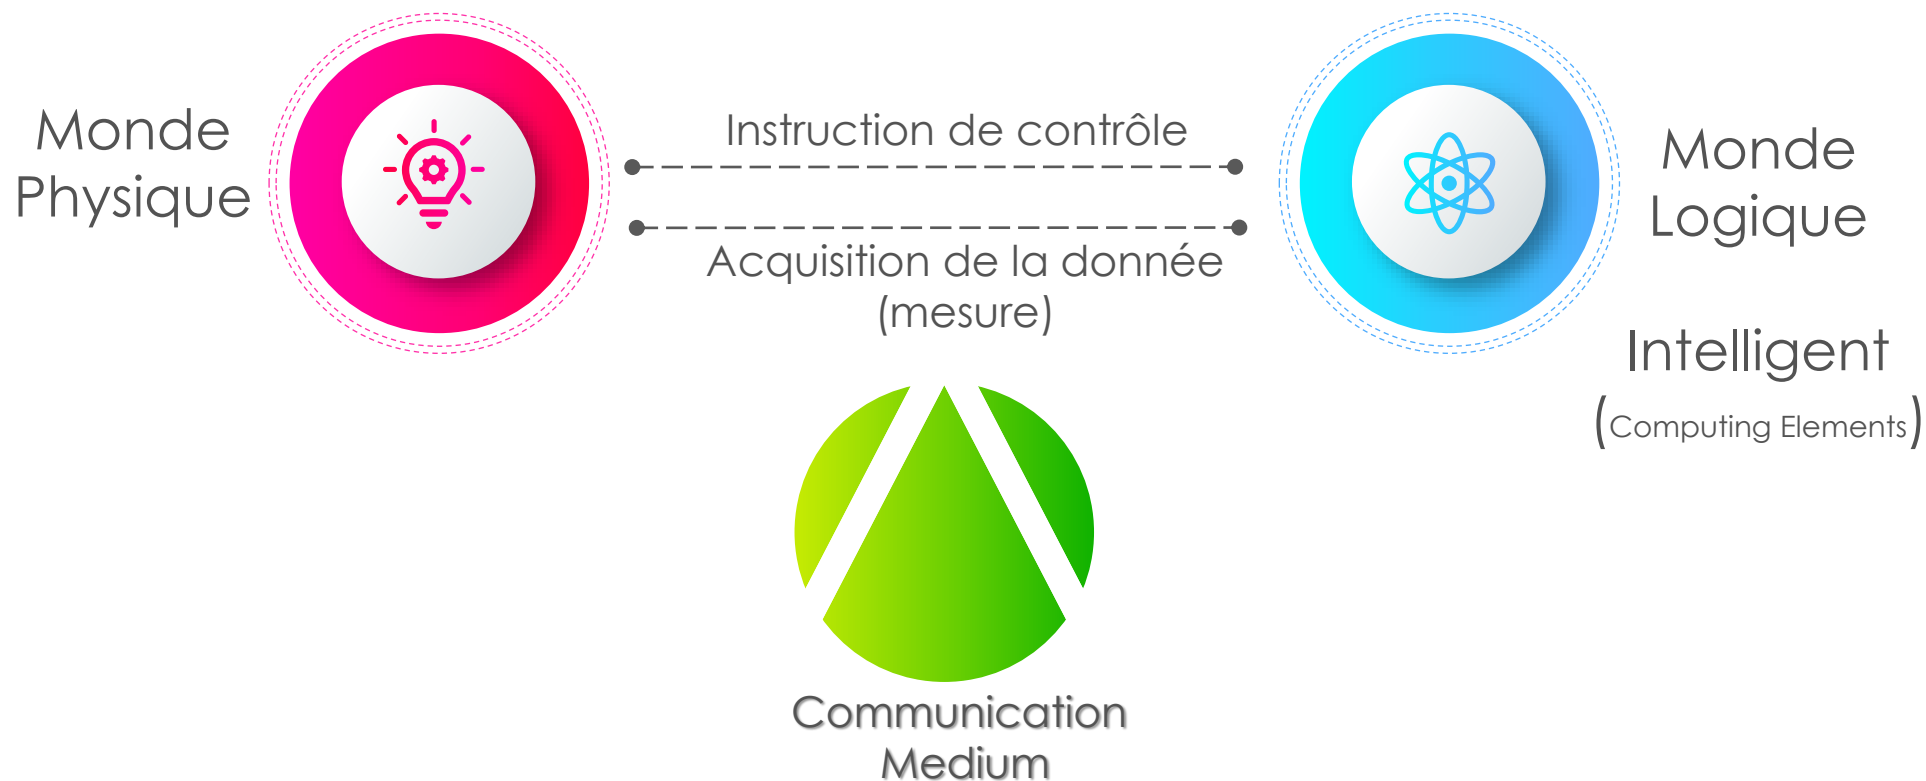 Monde
Physique
Instruction de contrôle
Acquisition de la donnée
(mesure)
Monde
Logique
Intelligent
(Computing Elements)
Communication
Medium